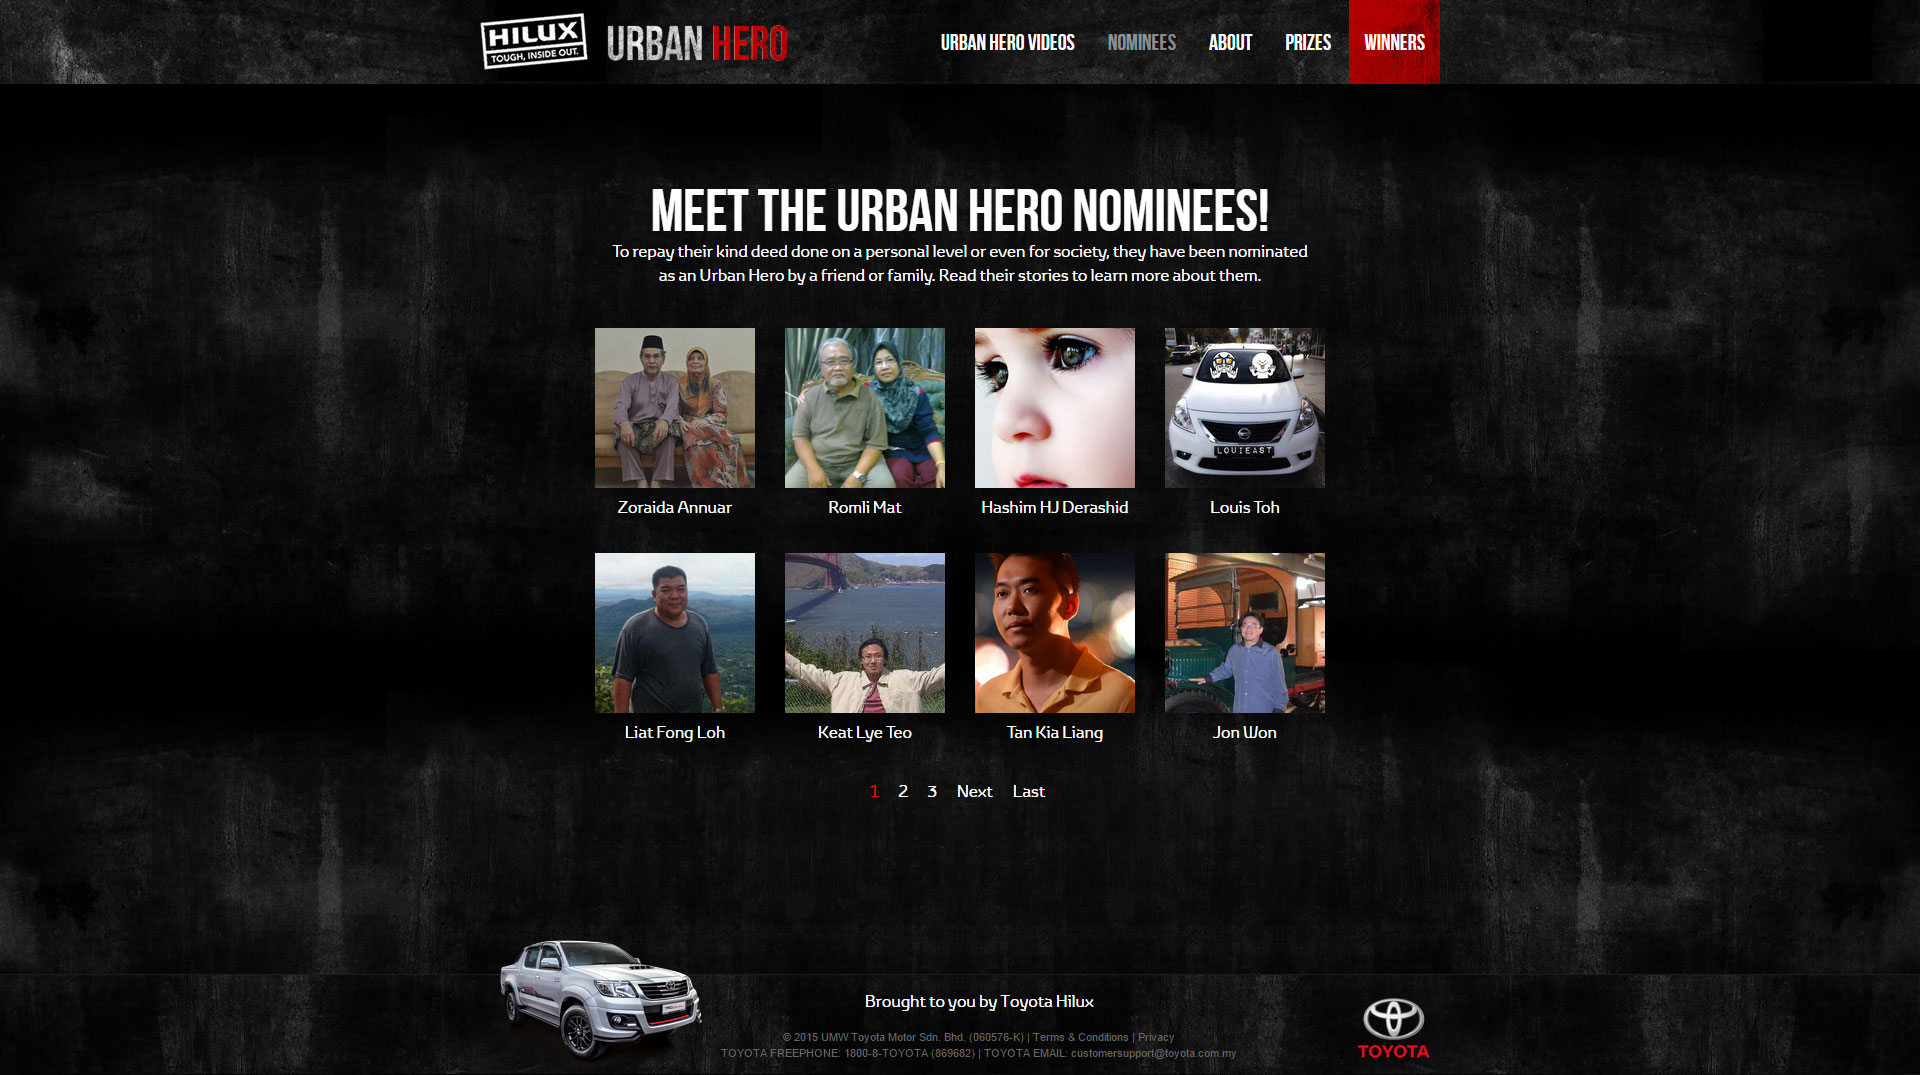 HILUX
TOUGH, INSIDE OUT.
URBAN HERO
URBAN HERO VIDEOS
NOMINEES
ABOUT
PRIZES
WINNERS
MEET THE URBAN HERO NOMINEES!
To repay their kind deed done on a personal level or even for society, they have been nominated
as an Urban Hero by a friend or family. Read their stories to learn more about them.
LOUIEAST
Zoraida Annuar
Romli Mat
Hashim HJ Derashid
Louis Toh
Liat Fong Loh
Keat Lye Teo
Tan Kia Liang
Jon Won
1 2 3 Next Last
Brought to you by Toyota Hilux
© 2015 UMW Toyota Motor Sdn. Bhd. (060576-K) | Terms & Conditions | Privacy
TOYOTA FREEPHONE: 1800-8-TOYOTA (869682) | TOYOTA EMAIL: customersupport@toyota.com.my
TOYOTA